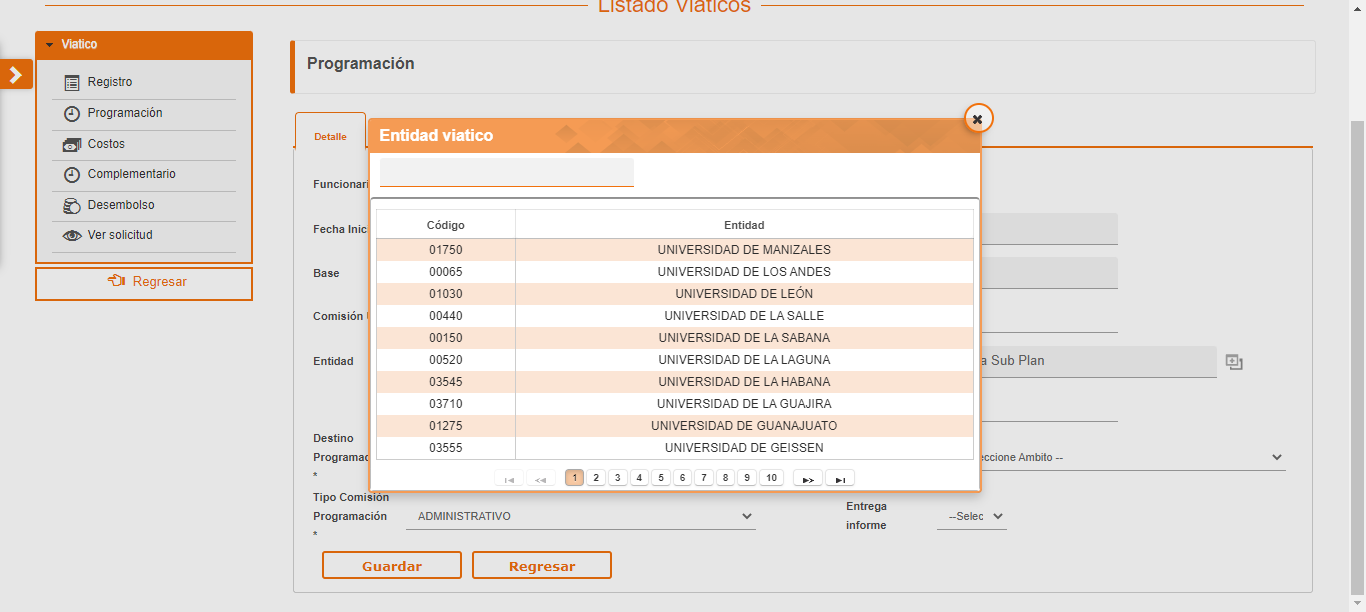 Listado Viaticos
Viatico
Registro
Programación
Costos
Complementario
Desembolso
Ver solicitud
Regresar
Programación
Detalle
Entidad viatico
Código Entidad
01750 UNIVERSIDAD DE MANIZALES
00065 UNIVERSIDAD DE LOS ANDES
01030 UNIVERSIDAD DE LEÓN
00440 UNIVERSIDAD DE LA SALLE
00150 UNIVERSIDAD DE LA SABANA
00520 UNIVERSIDAD DE LA LAGUNA
03545 UNIVERSIDAD DE LA HABANA
03710 UNIVERSIDAD DE LA GUAJIRA
01275 UNIVERSIDAD DE GUANAJUATO
03555 UNIVERSIDAD DE GEISSEN
1 2 3 4 5 6 7 8 9 10
Funcionari
Fecha Inic
Base
Comisión
Entidad
a Sub Plan
Destino
Programac
*
eccione Ambito --
Tipo Comisión
Programación
*
ADMINISTRATIVO
Entrega
informe
--Selec
Guardar Regresar